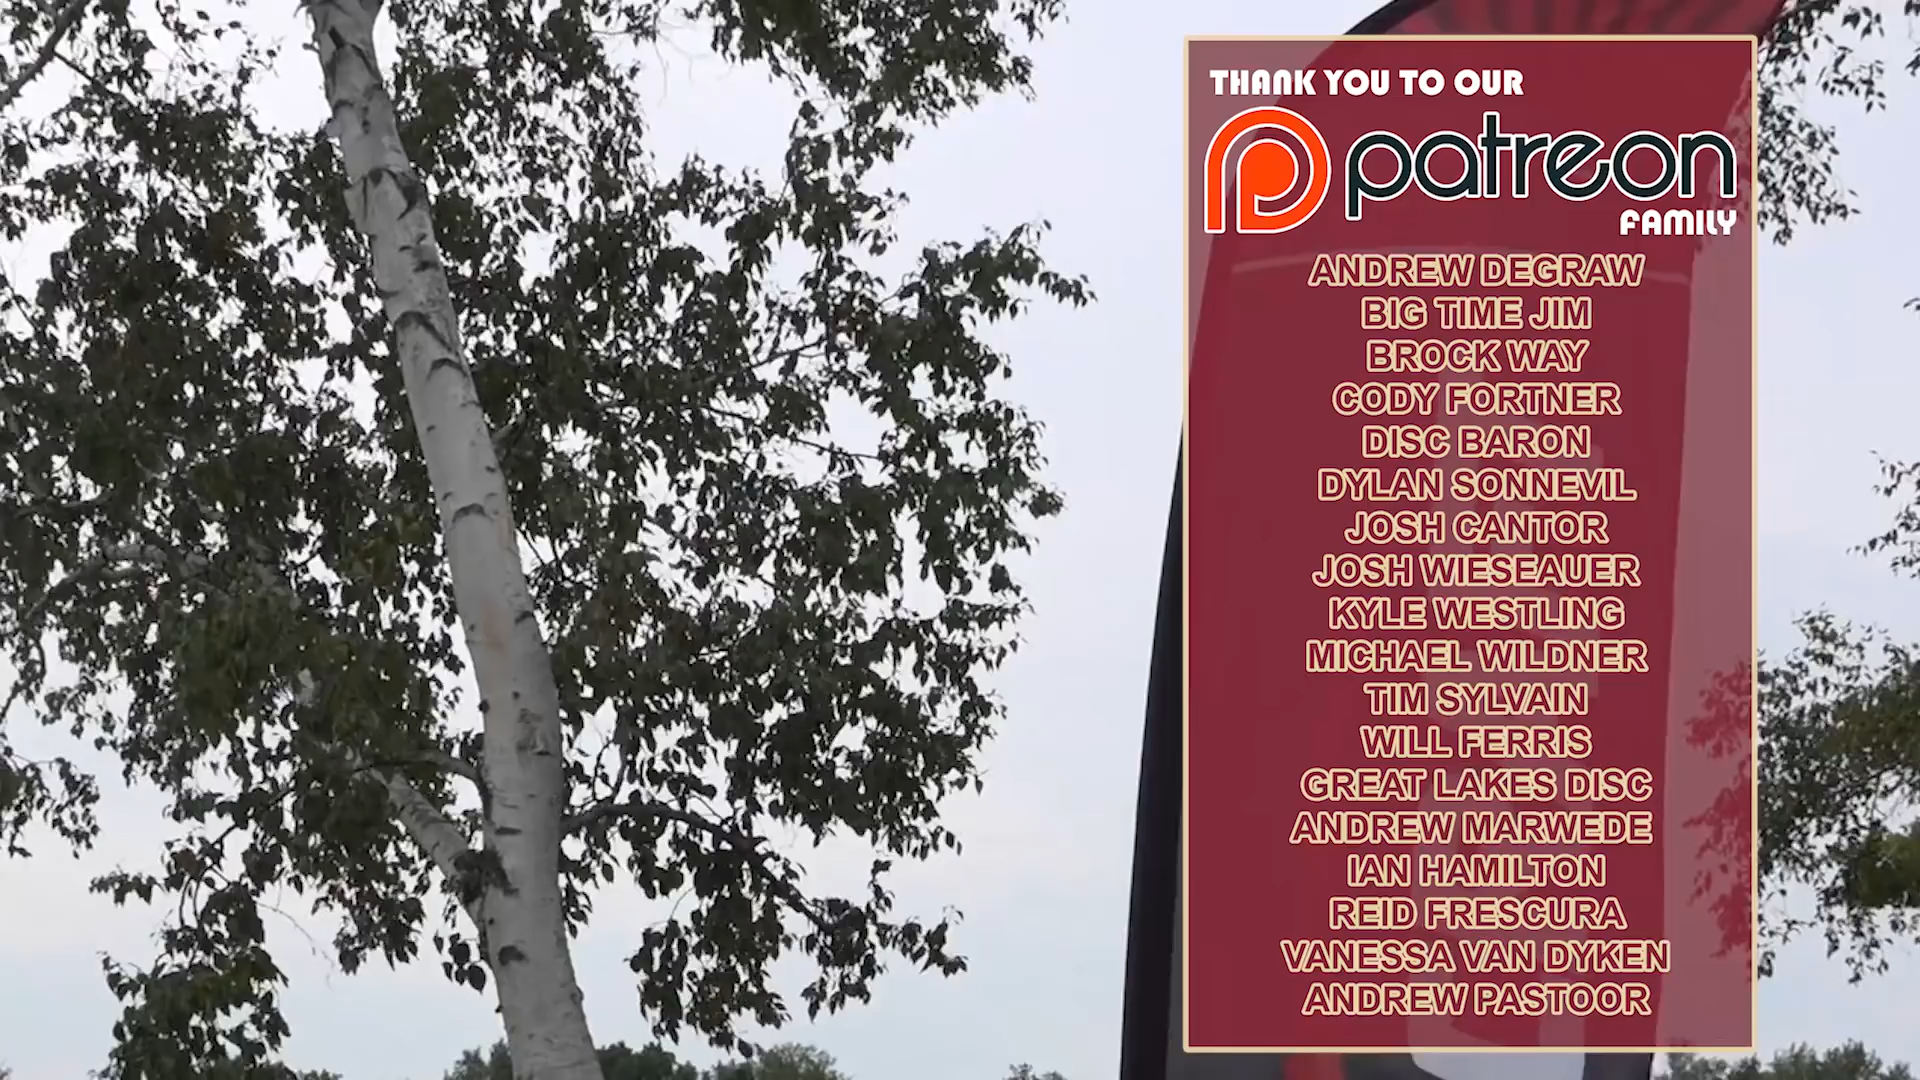 THANK YOU TO OUR
patreon
FAMILY
ANDREW DEGRAW
BIG TIME JIM
BROCK WAY
CODY FORTNER
DISC BARON
DYLAN SONNEVIL
JOSH CANTOR
JOSH WIESEAUER
KYLE WESTLING
MICHAEL WILDNER
TIM SYLVAIN
WILL FERRIS
GREAT LAKES DISC
ANDREW MARWEDE
IAN HAMILTON
REID FRESCURA
VANESSA VAN DYKEN
ANDREW PASTOOR